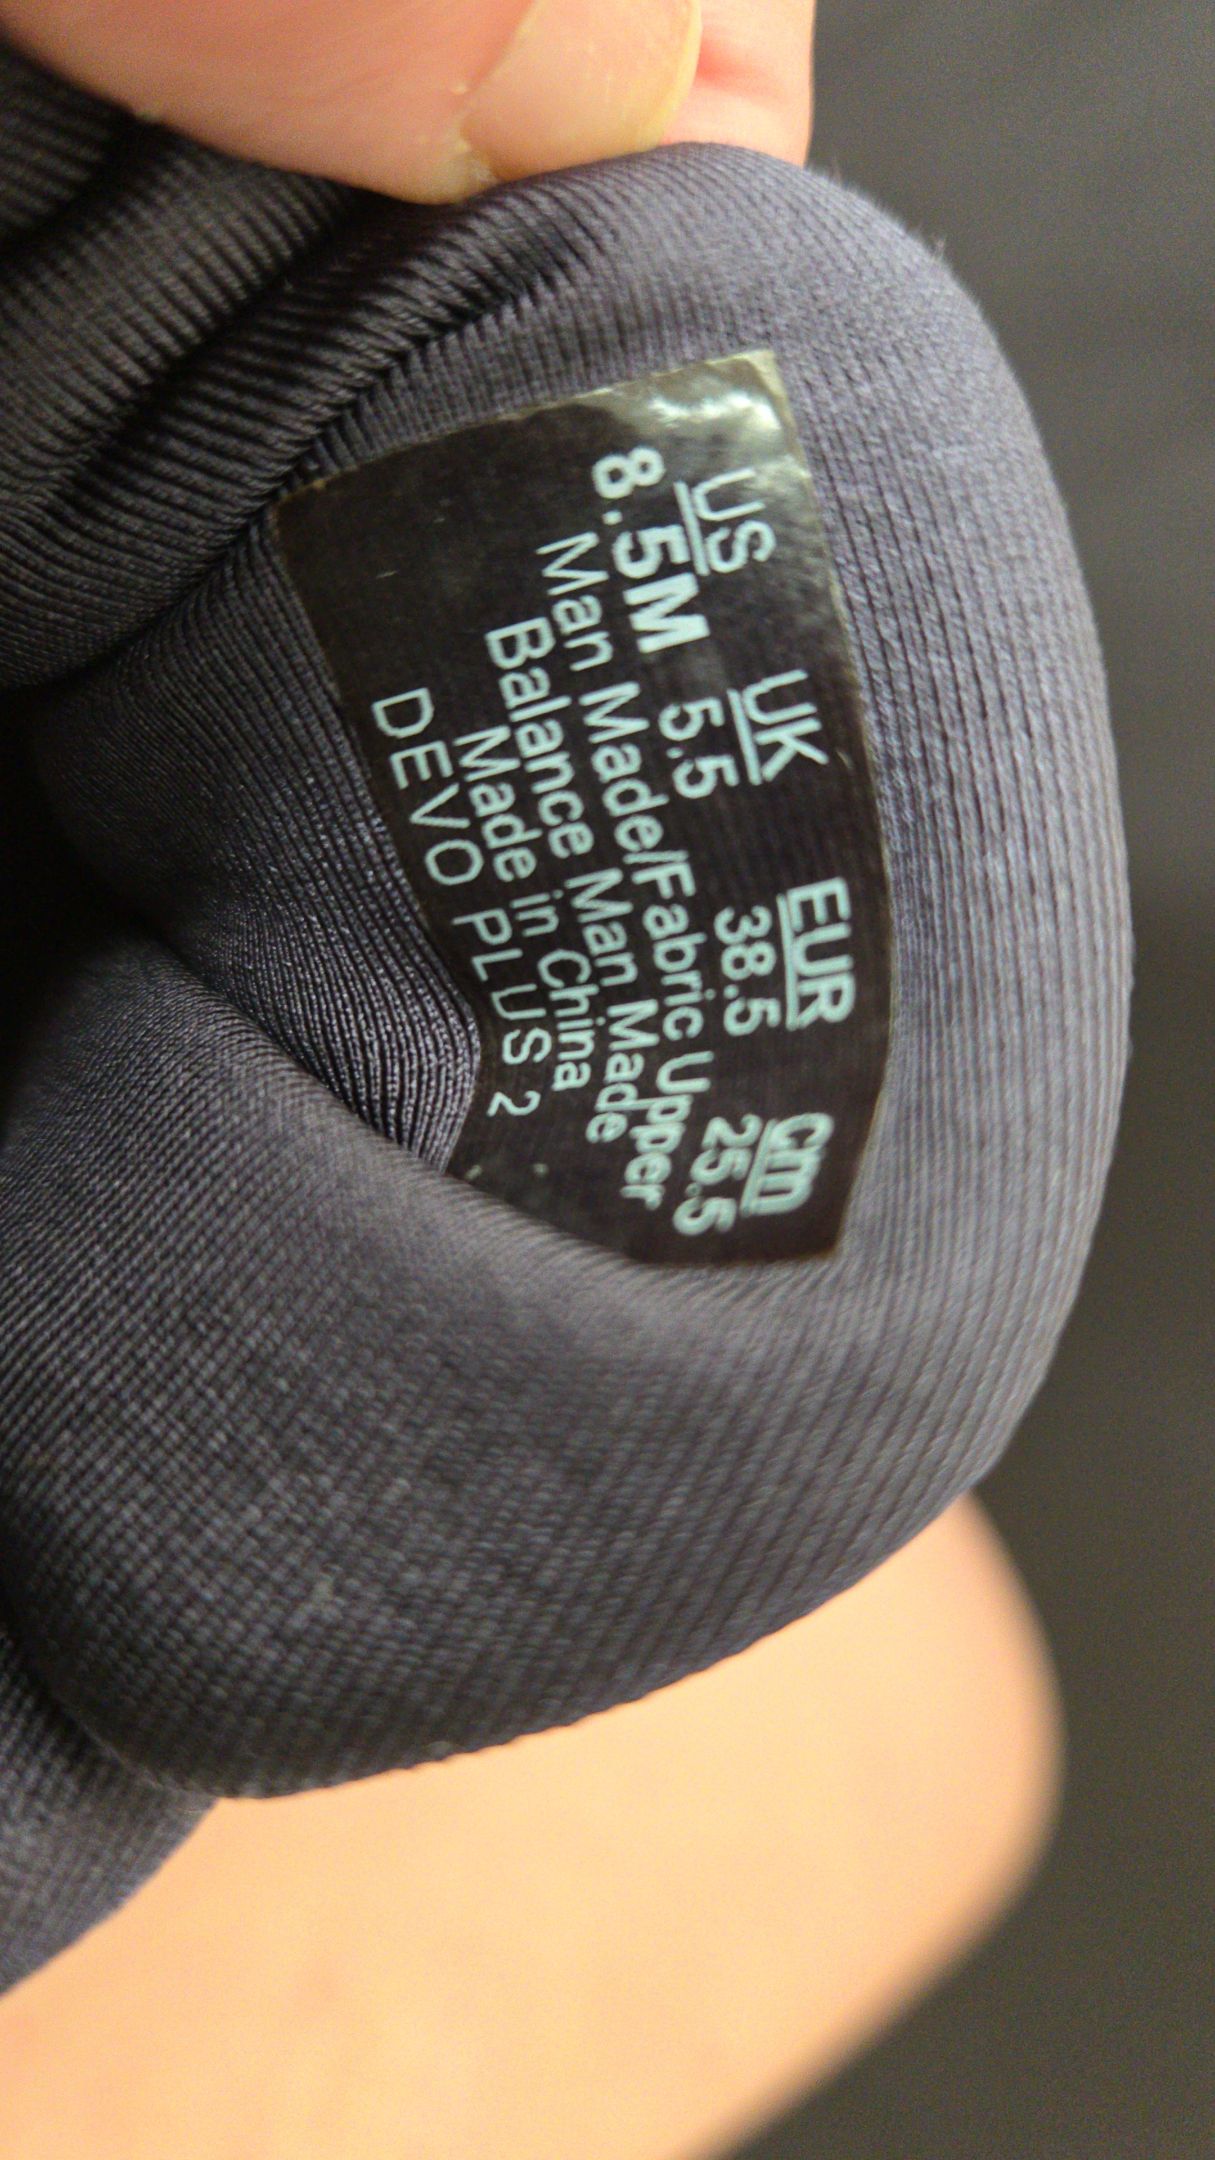 US UK EUR cm
8.5M 5.5 38.5 25.5
Man Made/Fabric Upper
Balance Man Made
Made in China
DEVO PLUS 2